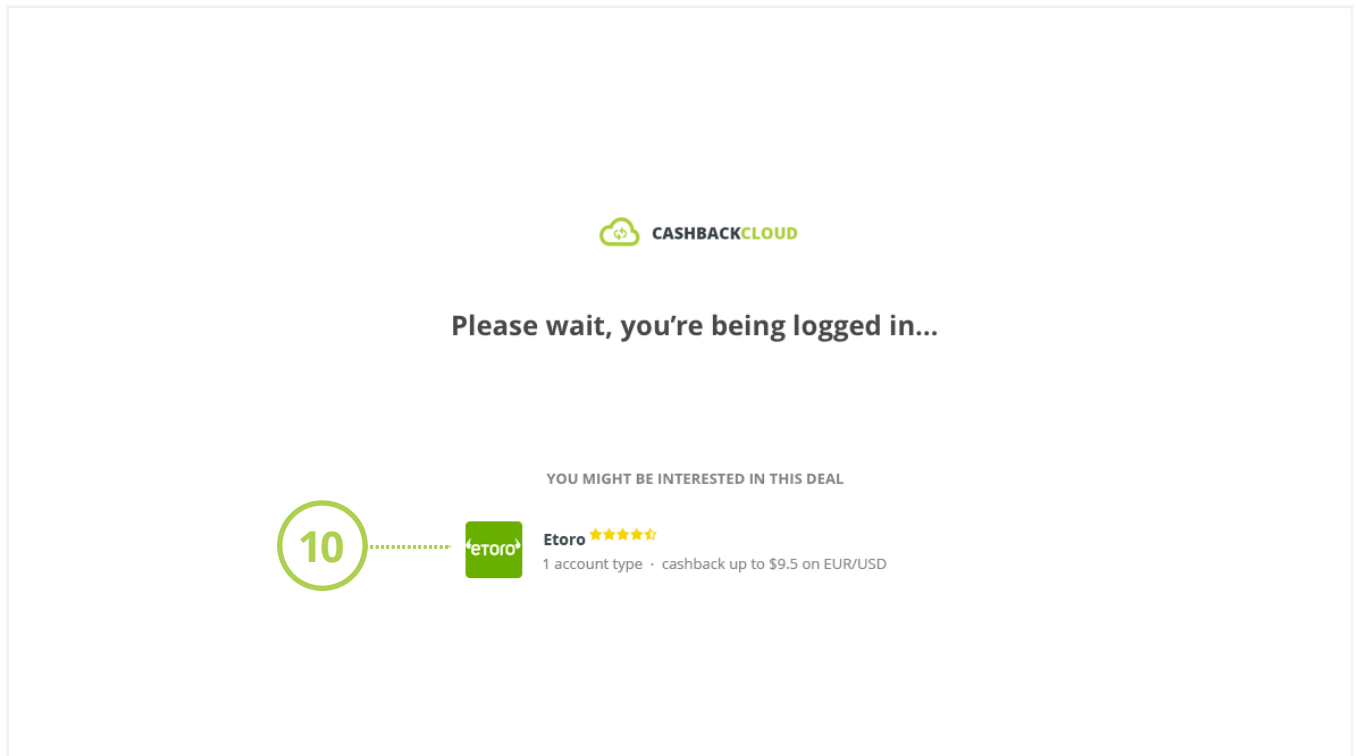 CASHBACKCLOUD
Please wait, you're being logged in...
YOU MIGHT BE INTERESTED IN THIS DEAL
10
eToro
Etoro
1 account type · cashback up to $9.5 on EUR/USD